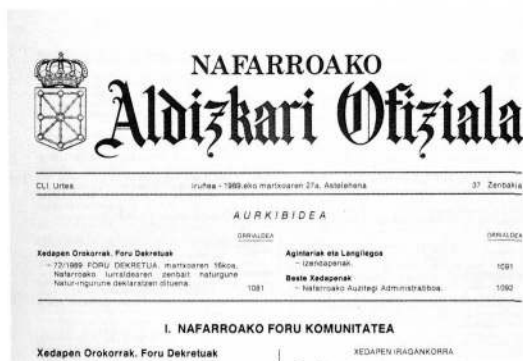 NAFARROAKO
Aldizkari Ofiziala
CLI. Urtea
Iruñea - 1989.eko martxoaren 27a, Astelehena
37 Zenbakia
AURKIBIDEA
ORRIALDEA
Xedapen Orokorrak. Foru Dekretuak
– 72/1989 FORU DEKRETUA, martxoaren 16koa,
Nafarroako lurraldearen zenbait naturgune
Natur-ingurune deklaratzen dituena.
1081
ORRIALDEA
Agintariak eta Langilegoa
– Izendapenak.
1091
Beste Xedapenak
– Nafarroako Auzitegi Administratiboa.
1092
I. NAFARROAKO FORU KOMUNITATEA
Xedapen Orokorrak. Foru Dekretuak
XEDAPEN IRAGANKORRA